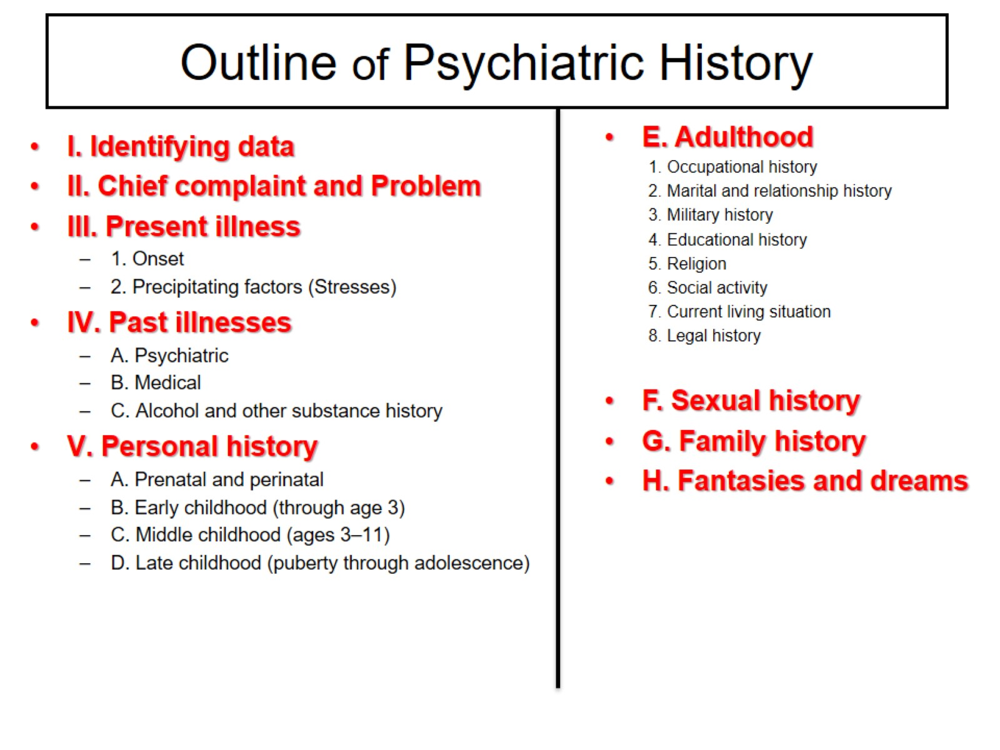 Outline of Psychiatric History
• I. Identifying data
• II. Chief complaint and Problem
• III. Present illness
– 1. Onset
– 2. Precipitating factors (Stresses)
• IV. Past illnesses
– A. Psychiatric
– B. Medical
– C. Alcohol and other substance history
• V. Personal history
– A. Prenatal and perinatal
– B. Early childhood (through age 3)
– C. Middle childhood (ages 3–11)
– D. Late childhood (puberty through adolescence)
• E. Adulthood
1. Occupational history
2. Marital and relationship history
3. Military history
4. Educational history
5. Religion
6. Social activity
7. Current living situation
8. Legal history
• F. Sexual history
• G. Family history
• H. Fantasies and dreams